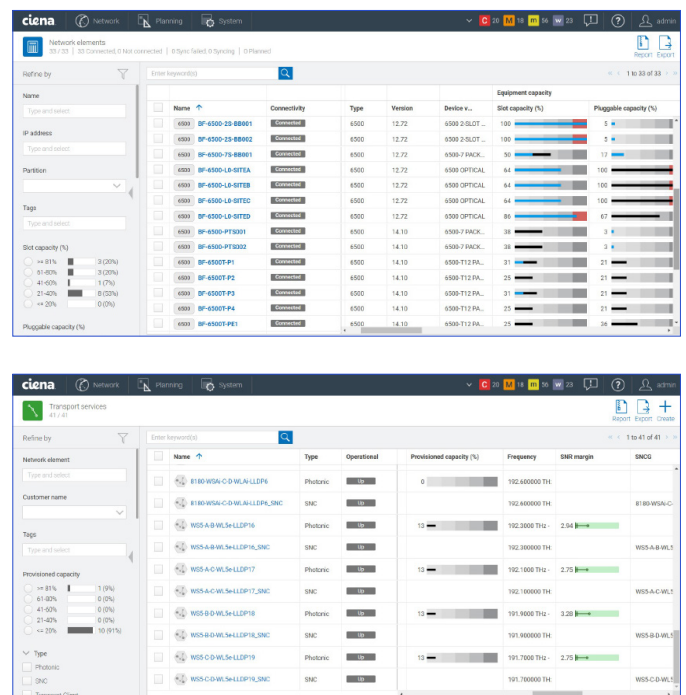 ciena Network Planning System C 20 M 18 m 56 w 23 ? admin
Network elements
33 / 33 | 33 Connected, 0 Not connected | 0 Sync failed, 0 Syncing | 0 Planned
Report Export
Refine by Enter keyword(s) 1 to 33 of 33
Equipment capacity
Name ↑ Connectivity Type Version Device v... Slot capacity (%) Pluggable capacity (%)
6500 BF-6500-2S-BB001 Connected 6500 12.72 6500 2-SLOT ... 100 5
6500 BF-6500-2S-BB002 Connected 6500 12.72 6500 2-SLOT ... 100 5
6500 BF-6500-7S-BB001 Connected 6500 12.72 6500-7 PACK... 50 17
6500 BF-6500-L0-SITEA Connected 6500 12.72 6500 OPTICAL 64 100
6500 BF-6500-L0-SITEB Connected 6500 12.72 6500 OPTICAL 64 100
6500 BF-6500-L0-SITEC Connected 6500 12.72 6500 OPTICAL 64 100
6500 BF-6500-L0-SITED Connected 6500 12.72 6500 OPTICAL 86 67
6500 BF-6500-PTS001 Connected 6500 14.10 6500-7 PACK... 38 3
6500 BF-6500-PTS002 Connected 6500 14.10 6500-7 PACK... 38 3
6500 BF-6500T-P1 Connected 6500 14.10 6500-T12 PA... 31 21
6500 BF-6500T-P2 Connected 6500 14.10 6500-T12 PA... 25 21
6500 BF-6500T-P3 Connected 6500 14.10 6500-T12 PA... 31 21
6500 BF-6500T-P4 Connected 6500 14.10 6500-T12 PA... 25 21
6500 BF-6500T-PE1 Connected 6500 14.10 6500-T12 PA... 25 26
Name
Type and select
IP address
Type and select
Partition
Tags
Type and select
Slot capacity (%)
>= 81% 3 (20%)
61-80% 3 (20%)
41-60% 1 (7%)
21-40% 8 (53%)
<= 20% 0 (0%)
Pluggable capacity (%)
ciena Network Planning System C 20 M 18 m 56 w 23 ? admin
Transport services
41 / 41
Report Export Create
Refine by Enter keyword(s) 1 to 41 of 41
Name ↑ Type Operational Provisioned capacity (%) Frequency SNR margin SNCG
8180-WSAi-C-D-WLAi-LLDP6 Photonic Up 0 192.600000 TH:
8180-WSAi-C-D-WLAi-LLDP6_SNC SNC Up 192.600000 TH: 8180-WSAi-C-
WS5-A-B-WL5e-LLDP16 Photonic Up 13 192.3000 THz - 2.94
WS5-A-B-WL5e-LLDP16_SNC SNC Up 192.300000 TH: WS5-A-B-WL5
WS5-A-C-WL5e-LLDP17 Photonic Up 13 192.1000 THz - 2.75
WS5-A-C-WL5e-LLDP17_SNC SNC Up 192.100000 TH: WS5-A-C-WL5
WS5-B-D-WL5e-LLDP18 Photonic Up 13 191.9000 THz - 3.28
WS5-B-D-WL5e-LLDP18_SNC SNC Up 191.900000 TH: WS5-B-D-WL5
WS5-C-D-WL5e-LLDP19 Photonic Up 13 191.7000 THz - 2.75
WS5-C-D-WL5e-LLDP19_SNC SNC Up 191.700000 TH: WS5-C-D-WL5
Network element
Type and select
Customer name
Tags
Type and select
Provisioned capacity
>= 81% 1 (9%)
61-80% 0 (0%)
41-60% 0 (0%)
21-40% 0 (0%)
<= 20% 10 (91%)
Type
Photonic
SNC
Transport Client